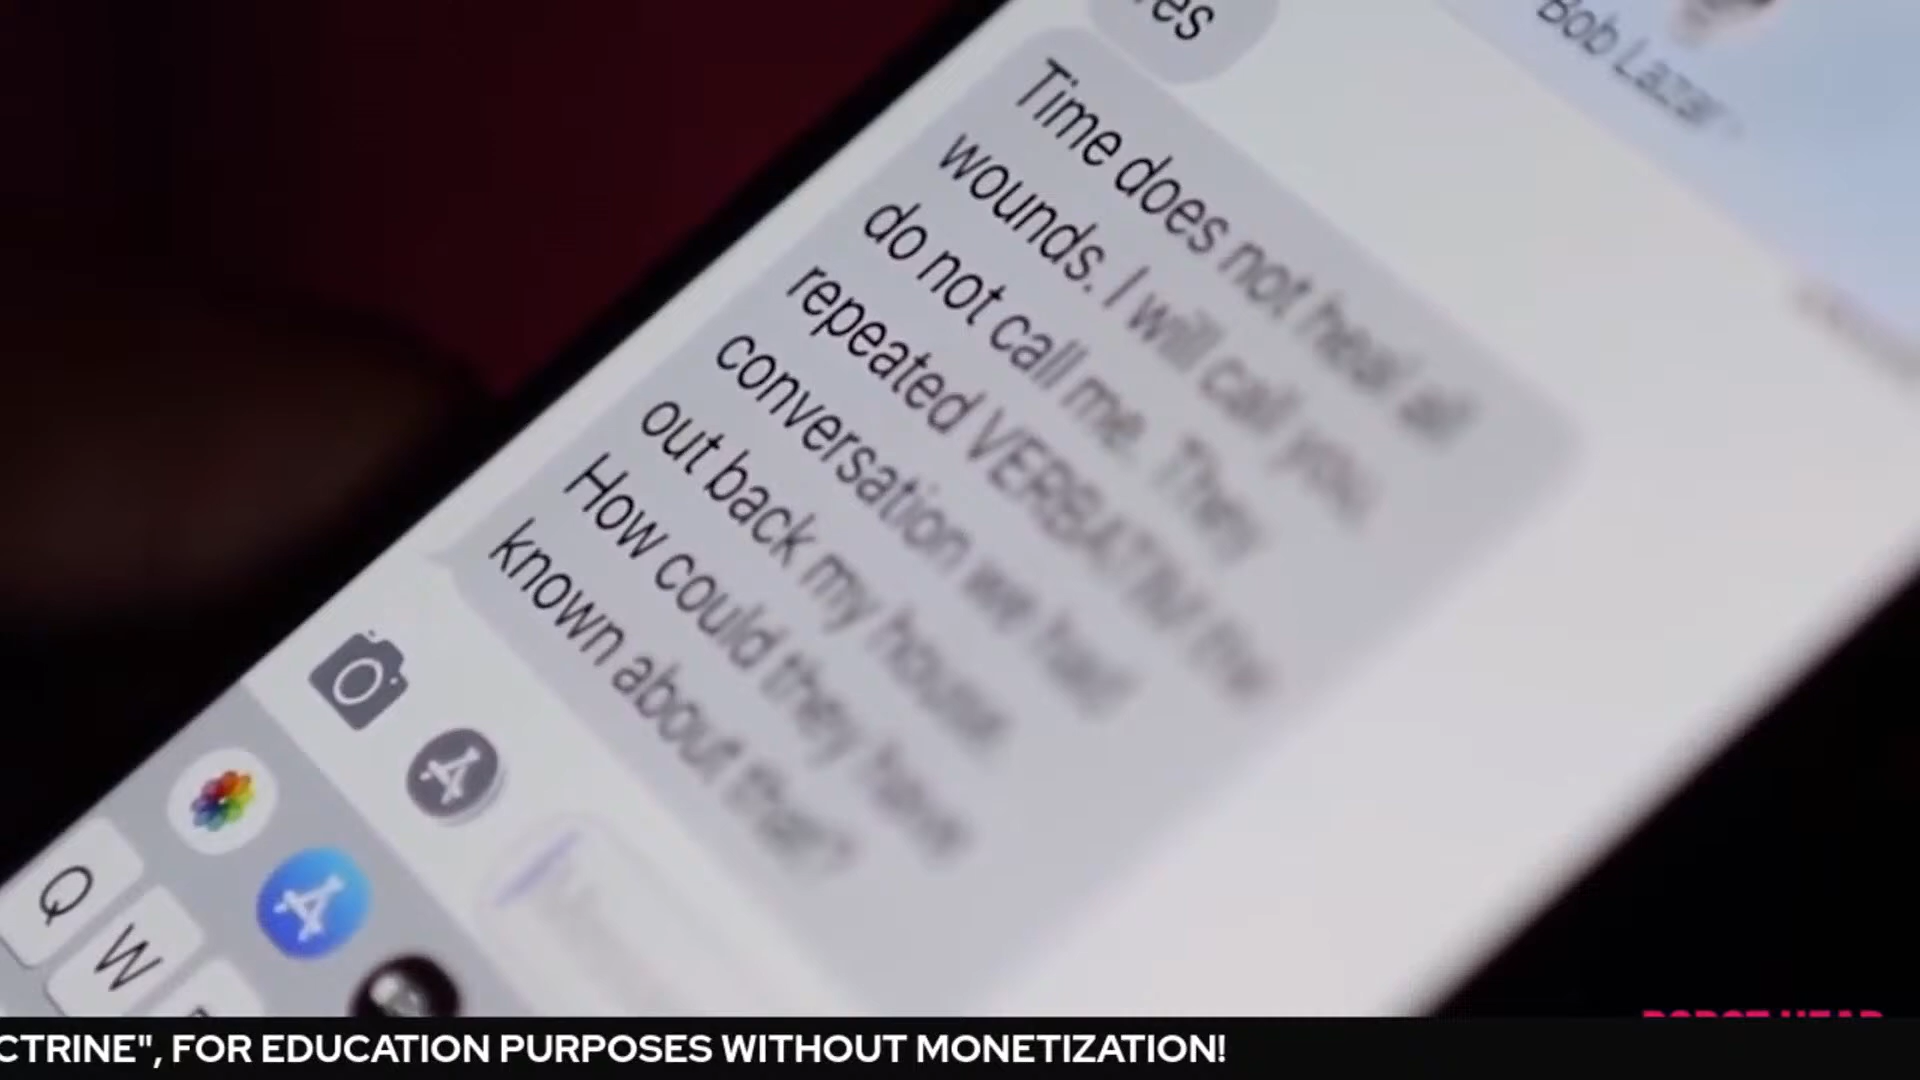 Bob Lazar
Time does not heal all
wounds. I will call you,
do not call me. They
repeated VERBATIM the
conversation we had
out back my house.
How could they have
known about that?
Q
W
CTRINE", FOR EDUCATION PURPOSES WITHOUT MONETIZATION!